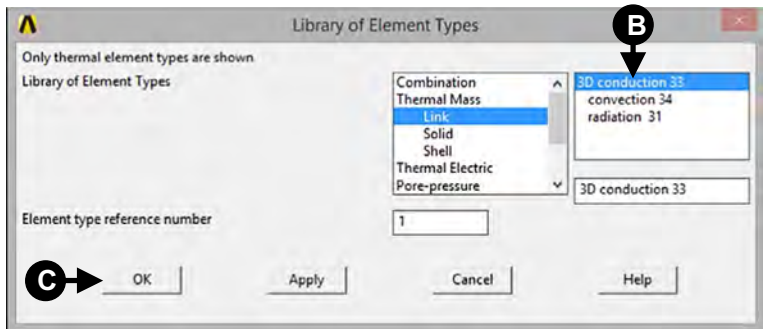 Library of Element Types
B
Only thermal element types are shown
Library of Element Types
Combination
Thermal Mass
Link
Solid
Shell
Thermal Electric
Pore-pressure
3D conduction 33
convection 34
radiation 31
3D conduction 33
Element type reference number
1
C
OK
Apply
Cancel
Help